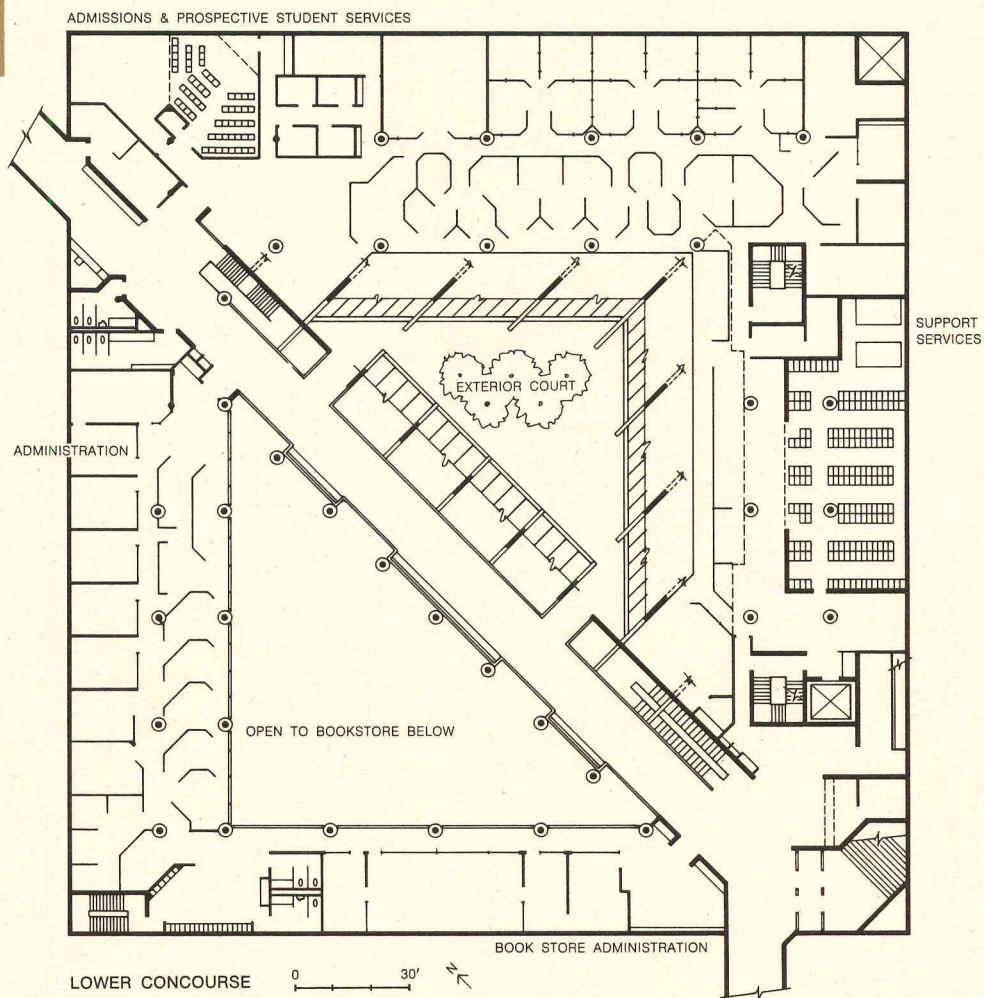 ADMISSIONS & PROSPECTIVE STUDENT SERVICES
EXTERIOR COURT
SUPPORT
SERVICES
ADMINISTRATION
OPEN TO BOOKSTORE BELOW
BOOK STORE ADMINISTRATION
LOWER CONCOURSE
0 30'
N